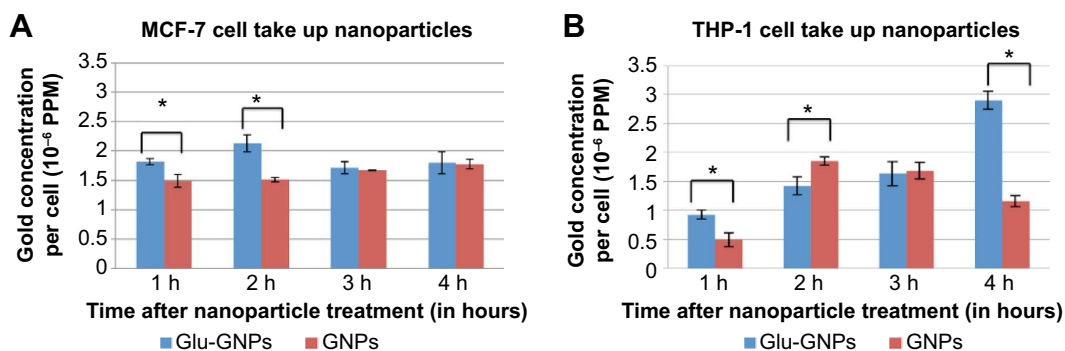 A
MCF-7 cell take up nanoparticles
Gold concentration
per cell (10⁻⁶ PPM)
3.5
3
2.5
2
1.5
1
0.5
0
*
*
1 h 2 h 3 h 4 h
Time after nanoparticle treatment (in hours)
Glu-GNPs GNPs
B
THP-1 cell take up nanoparticles
Gold concentration
per cell (10⁻⁶ PPM)
3.5
3
2.5
2
1.5
1
0.5
0
*
*
*
1 h 2 h 3 h 4 h
Time after nanoparticle treatment (in hours)
Glu-GNPs GNPs